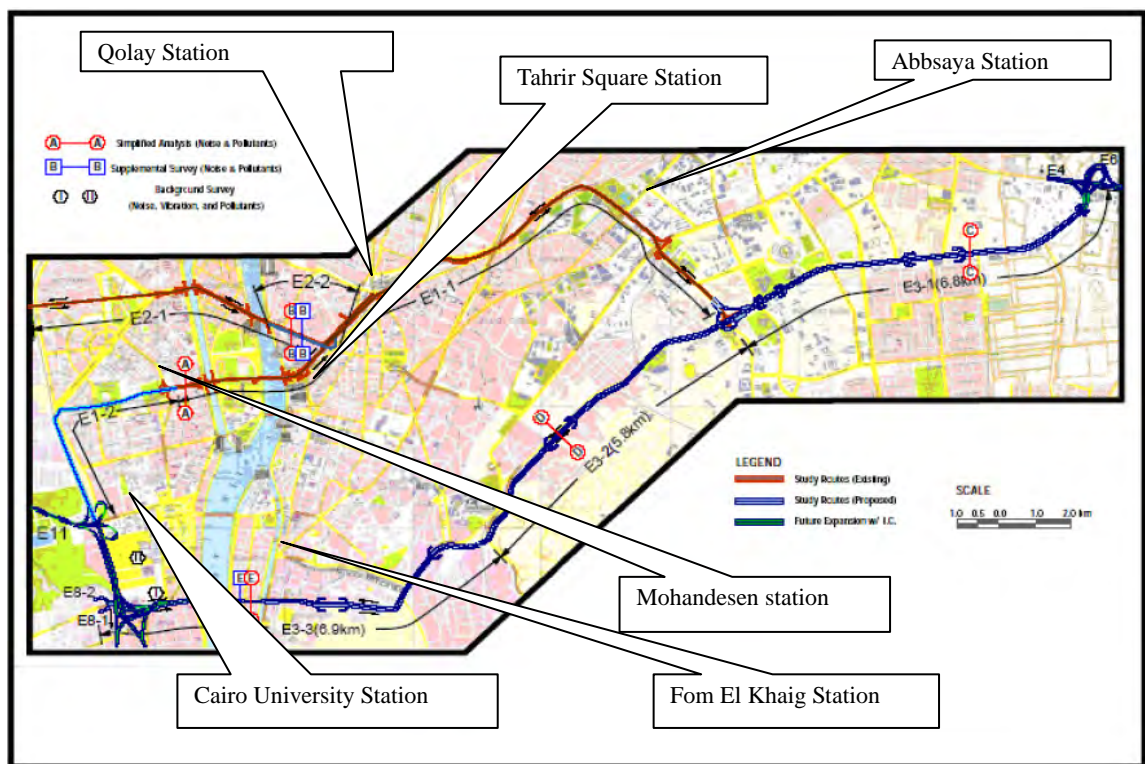 Qolay Station
Tahrir Square Station
Abbsaya Station
A A Simplified Analysis (Noise & Pollutants)
B B Supplemental Survey (Noise & Pollutants)
I II Background Survey
(Noise, Vibration, and Pollutants)
E4
E6
C
C
E3-1(6.8km)
E2-2
E1-1
E2-1
B B
B B
A
A
E1-2
D
D
E3-2(5.8km)
LEGEND
Study Routes (Existing)
Study Routes (Proposed)
Future Expansion w/ I.C.
SCALE
1.0 0.5 0.0 1.0 2.0 km
E11
II
I
E E
E8-2
E8-1
E3-3(6.9km)
Mohandesen station
Cairo University Station
Fom El Khaig Station